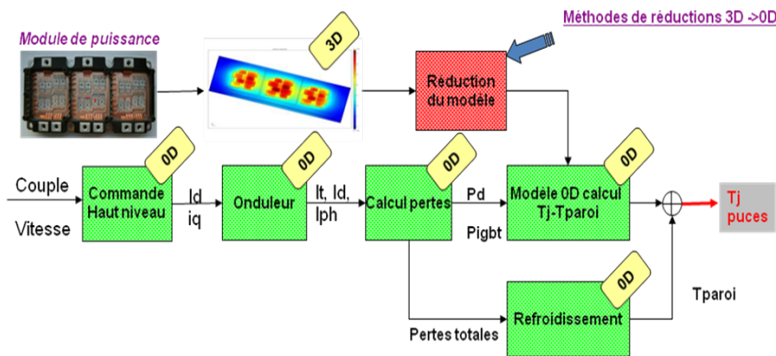 Méthodes de réductions 3D ->0D
Module de puissance
3D
Réduction
du modèle
0D
0D
0D
0D
Couple
Vitesse
Commande
Haut niveau
Id
iq
Onduleur
It, Id,
Iph
Calcul pertes
Pd
Pigbt
Modèle 0D calcul
Tj-Tparoi
Tj
puces
0D
Pertes totales
Refroidissement
Tparoi